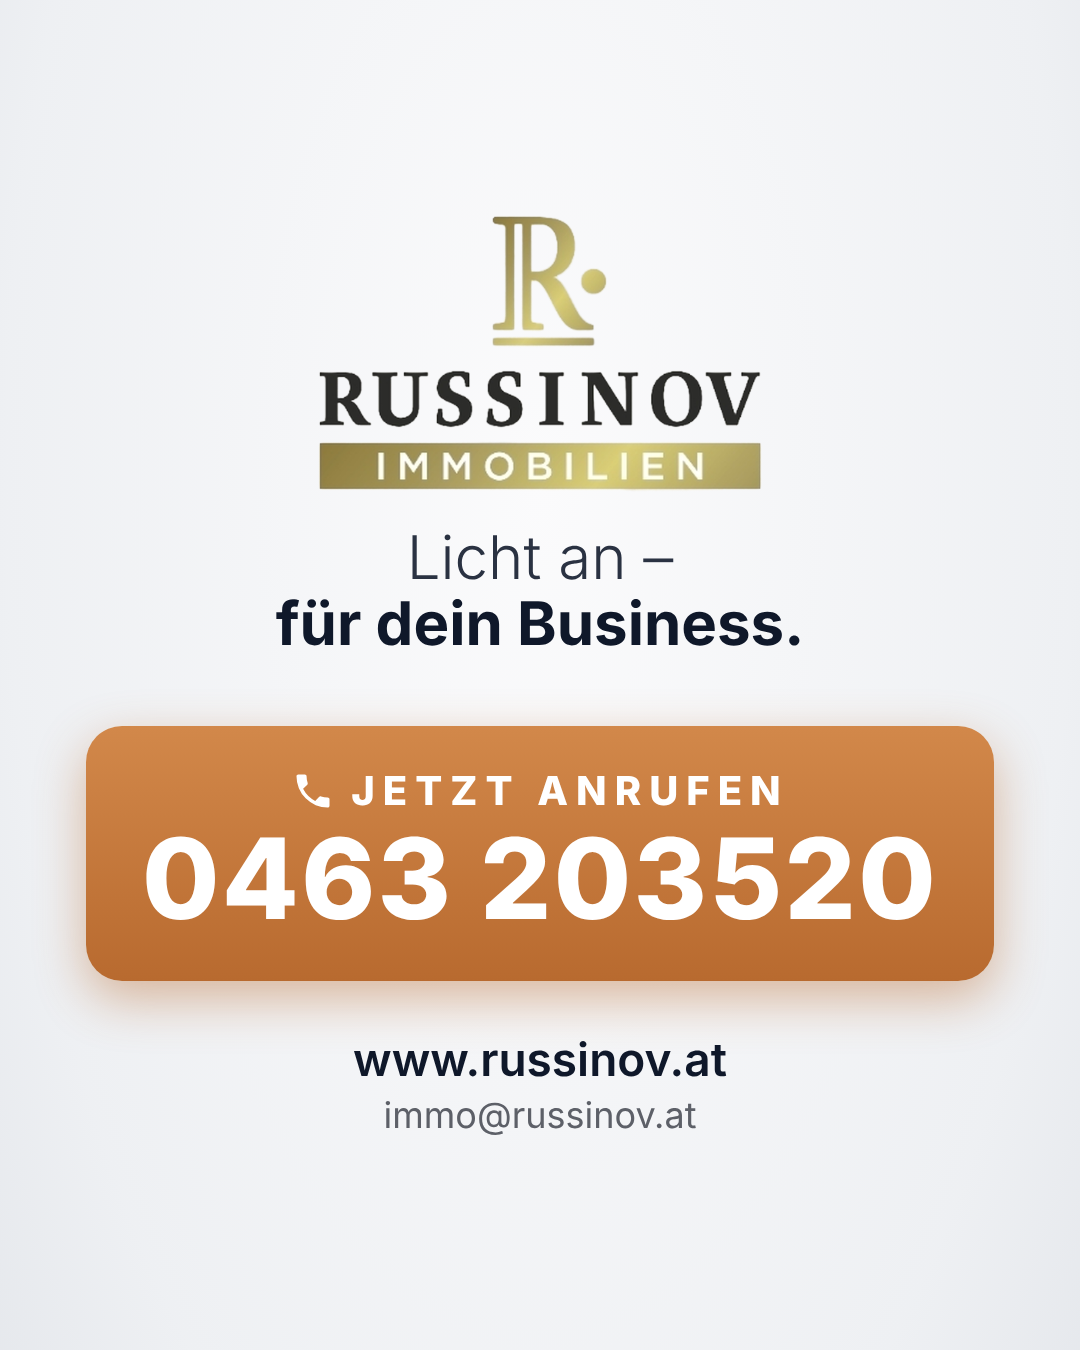 R.
RUSSINOV
IMMOBILIEN
Licht an –
für dein Business.
JETZT ANRUFEN
0463 203520
www.russinov.at
immo@russinov.at